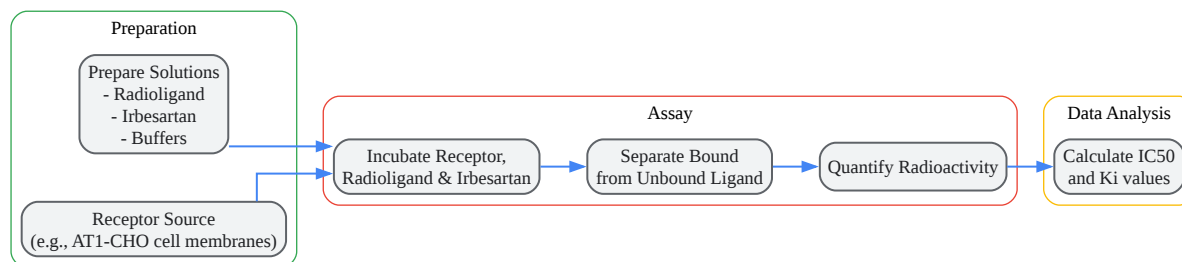 Preparation
Prepare Solutions
- Radioligand
- Irbesartan
- Buffers
Receptor Source
(e.g., AT1-CHO cell membranes)
Assay
Incubate Receptor,
Radioligand & Irbesartan
Separate Bound
from Unbound Ligand
Quantify Radioactivity
Data Analysis
Calculate IC50
and Ki values